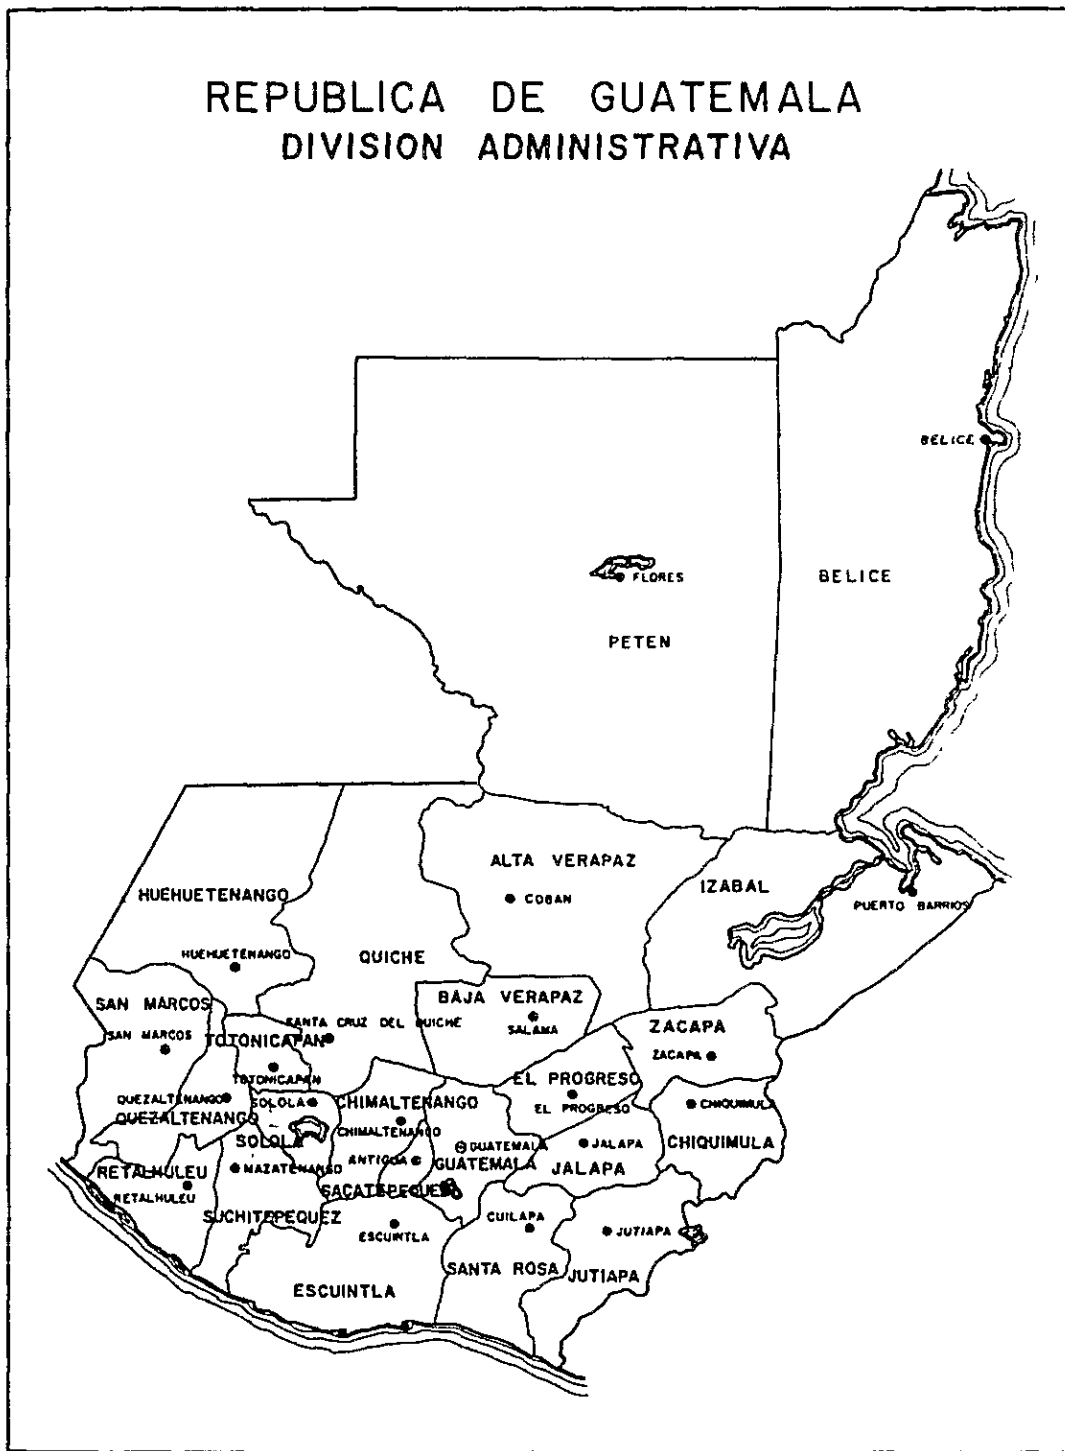 REPUBLICA DE GUATEMALA
DIVISION ADMINISTRATIVA
BELICE
FLORES
BELICE
PETEN
ALTA VERAPAZ
COBAN
IZABAL
PUERTO BARRIOS
HUEHUETENANGO
HUEHUETENANGO
QUICHE
SAN MARCOS
SAN MARCOS
BAJA VERAPAZ
SALAMA
SANTA CRUZ DEL QUICHE
TOTONICAPAN
TOTONICAPAN
ZACAPA
ZACAPA
EL PROGRESO
EL PROGRESO
QUEZALTENANGO
QUEZALTENANGO
SOLOLA
SOLOLA
CHIMALTENANGO
CHIMALTENANGO
CHIQUIMULA
CHIQUIMULA
GUATEMALA
GUATEMALA
JALAPA
JALAPA
ANTIGUA
SACATEPEQUEZ
RETALHULEU
RETALHULEU
MAZATENANGO
SUCHITEPEQUEZ
ESCUINTLA
ESCUINTLA
CUILAPA
SANTA ROSA
JUTIAPA
JUTIAPA